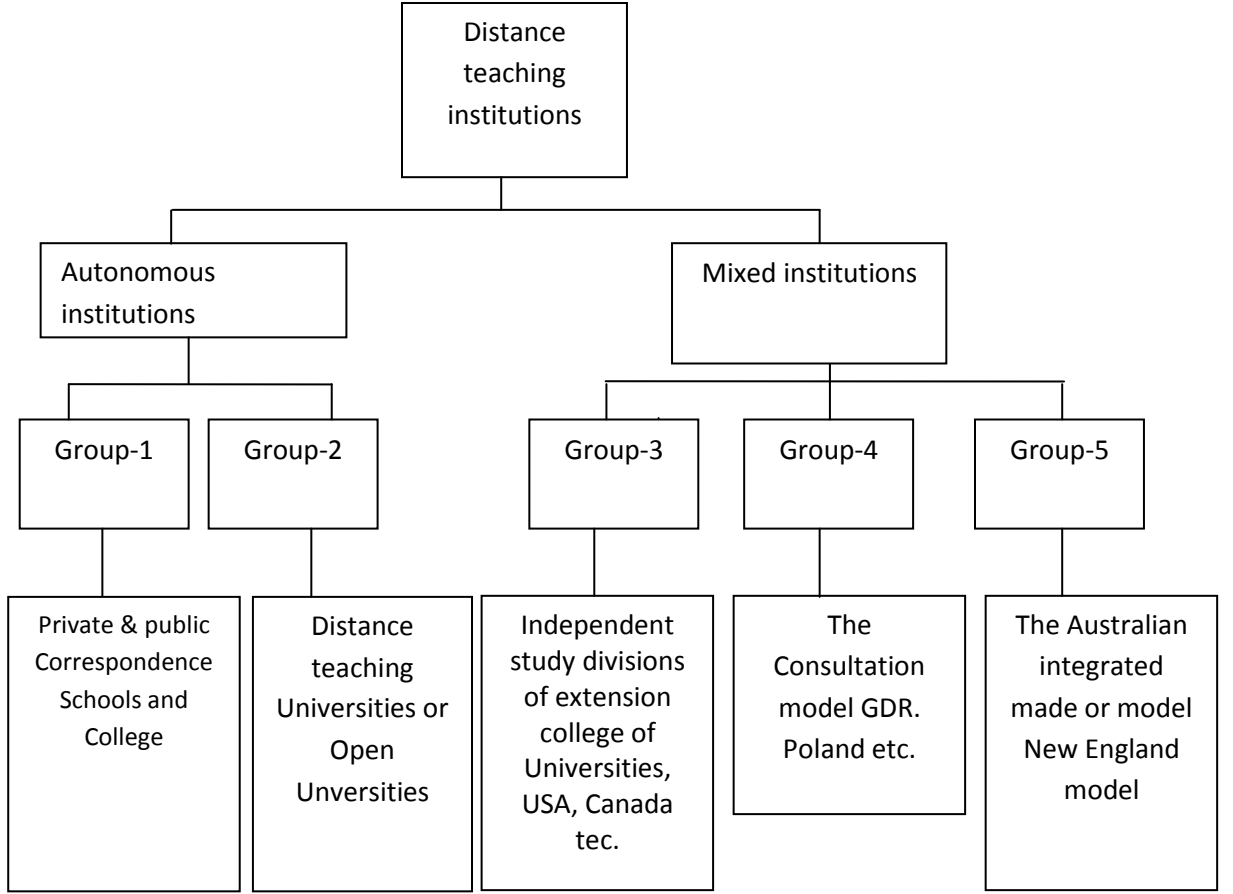 Distance
teaching
institutions
Autonomous
institutions
Mixed institutions
Group-1
Group-2
Group-3
Group-4
Group-5
Private & public
Correspondence
Schools and
College
Distance
teaching
Universities or
Open
Unversities
Independent
study divisions
of extension
college of
Universities,
USA, Canada
tec.
The
Consultation
model GDR.
Poland etc.
The Australian
integrated
made or model
New England
model